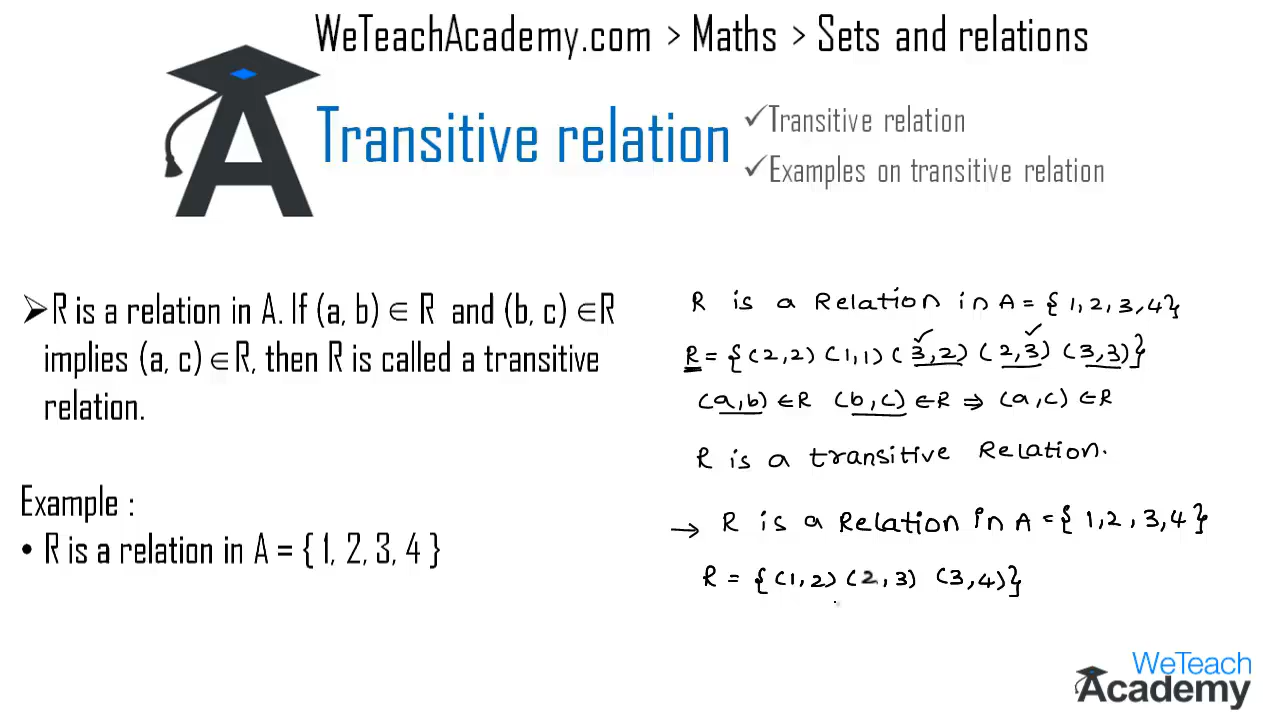 WeTeachAcademy.com > Maths > Sets and relations
Transitive relation
✓Transitive relation
✓Examples on transitive relation
➢R is a relation in A. If (a, b) ∈ R and (b, c) ∈R
implies (a, c) ∈R, then R is called a transitive
relation.
Example :
• R is a relation in A = { 1, 2, 3, 4 }
R is a Relation in A = { 1, 2, 3, 4 }
R = { (2,2) (1,1) (3,2) (2,3) (3,3) }
(a,b) ∈ R (b,c) ∈ R ⇒ (a,c) ∈ R
R is a transitive Relation.
→ R is a Relation in A = { 1, 2, 3, 4 }
R = { (1,2) (2,3) (3,4) }
WeTeach
Academy